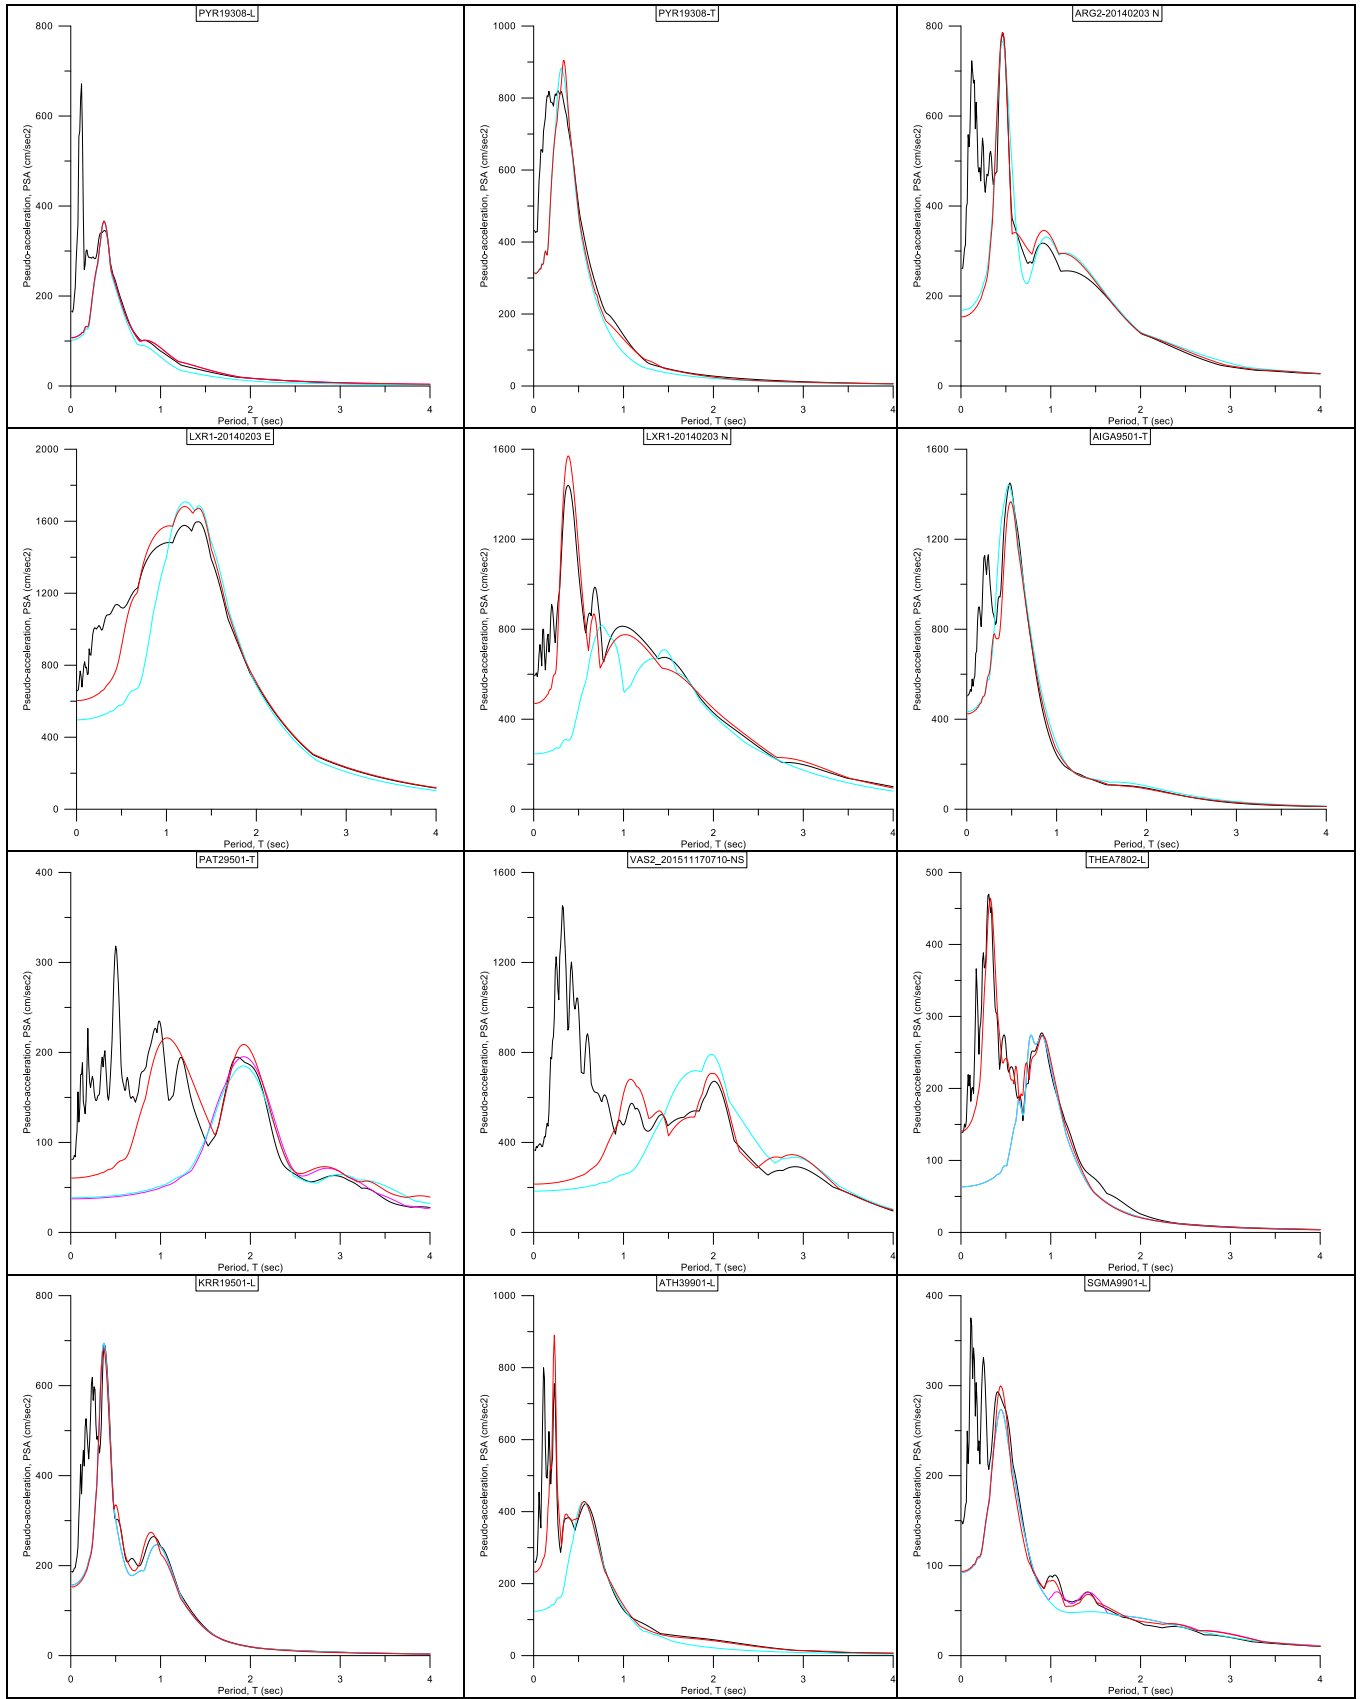 PYR19308-L
800
600
400
200
0
Pseudo-acceleration, PSA (cm/sec2)
0 1 2 3 4
Period, T (sec)
PYR19308-T
1000
800
600
400
200
0
Pseudo-acceleration, PSA (cm/sec2)
0 1 2 3 4
Period, T (sec)
ARG2-20140203 N
800
600
400
200
0
Pseudo-acceleration, PSA (cm/sec2)
0 1 2 3 4
Period, T (sec)
LXR1-20140203 E
2000
1600
1200
800
400
0
Pseudo-acceleration, PSA (cm/sec2)
0 1 2 3 4
Period, T (sec)
LXR1-20140203 N
1600
1200
800
400
0
Pseudo-acceleration, PSA (cm/sec2)
0 1 2 3 4
Period, T (sec)
AIGA9501-T
1600
1200
800
400
0
Pseudo-acceleration, PSA (cm/sec2)
0 1 2 3 4
Period, T (sec)
PAT29501-T
400
300
200
100
0
Pseudo-acceleration, PSA (cm/sec2)
0 1 2 3 4
Period, T (sec)
VAS2_201511170710-NS
1600
1200
800
400
0
Pseudo-acceleration, PSA (cm/sec2)
0 1 2 3 4
Period, T (sec)
THEA7802-L
500
400
300
200
100
0
Pseudo-acceleration, PSA (cm/sec2)
0 1 2 3 4
Period, T (sec)
KRR19501-L
800
600
400
200
0
Pseudo-acceleration, PSA (cm/sec2)
0 1 2 3 4
Period, T (sec)
ATH39901-L
1000
800
600
400
200
0
Pseudo-acceleration, PSA (cm/sec2)
0 1 2 3 4
Period, T (sec)
SGMA9901-L
400
300
200
100
0
Pseudo-acceleration, PSA (cm/sec2)
0 1 2 3 4
Period, T (sec)